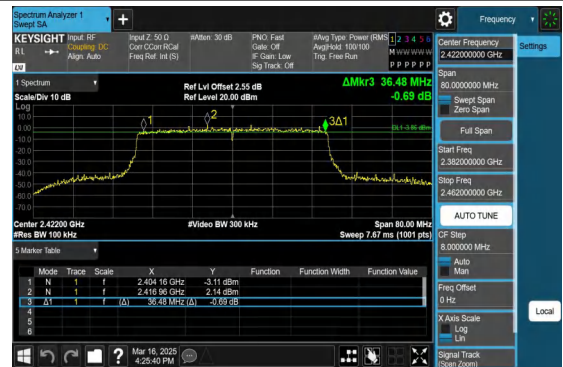 Spectrum Analyzer 1
Swept SA
+
Frequency
KEYSIGHT Input: RF Input Z: 50 Ω #Atten: 30 dB PNO: Fast #Avg Type: Power (RMS 1 2 3 4 5 6
RL Coupling: DC Corr CCorr RCal Gate: Off Avg|Hold: 100/100 M W W W W W
Align: Auto Freq Ref: Int (S) IF Gain: Low Trig: Free Run
LXI Sig Track: Off P P P P P P
Center Frequency
2.422000000 GHz
Settings
1 Spectrum Ref Lvl Offset 2.55 dB ΔMkr3 36.48 MHz
Scale/Div 10 dB Ref Level 20.00 dBm -0.69 dB
Span
80.0000000 MHz
Swept Span
Zero Span
Log
10.0
0.00
-10.0
-20.0
-30.0
-40.0
-50.0
-60.0
-70.0
1
2
3Δ1
DL1 -3.86 dBm
Full Span
Start Freq
2.382000000 GHz
Stop Freq
2.462000000 GHz
AUTO TUNE
Center 2.42200 GHz #Video BW 300 kHz Span 80.00 MHz
#Res BW 100 kHz Sweep 7.67 ms (1001 pts)
CF Step
8.000000 MHz
Auto
Man
5 Marker Table
Mode Trace Scale X Y Function Function Width Function Value
1 N 1 f 2.404 16 GHz -3.11 dBm
2 N 1 f 2.416 96 GHz 2.14 dBm
3 Δ1 1 f (Δ) 36.48 MHz (Δ) -0.69 dB
4
5
6
Freq Offset
0 Hz
X Axis Scale
Log
Lin
Local
Signal Track
(Span Zoom)
? Mar 16, 2025
4:25:40 PM